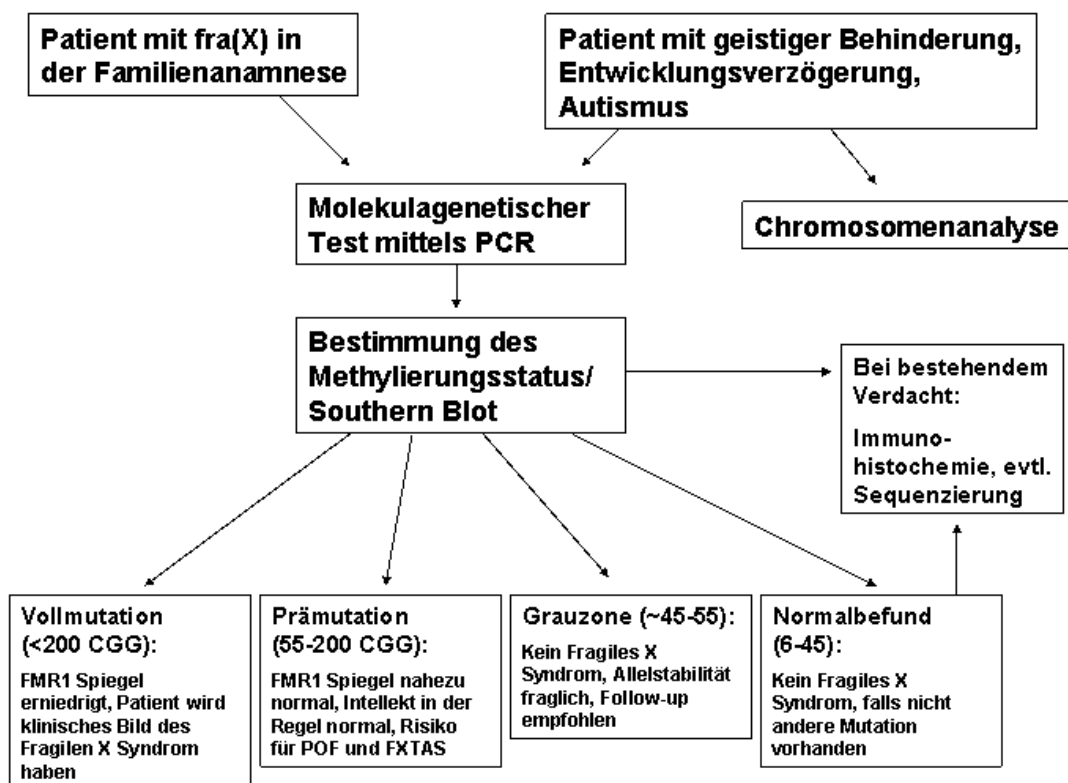 Patient mit fra(X) in
der Familienanamnese
Patient mit geistiger Behinderung,
Entwicklungsverzögerung,
Autismus
Molekulagenetischer
Test mittels PCR
Chromosomenanalyse
Bestimmung des
Methylierungsstatus/
Southern Blot
Bei bestehendem
Verdacht:
Immuno-
histochemie, evtl.
Sequenzierung
Vollmutation
(<200 CGG):
FMR1 Spiegel
erniedrigt, Patient wird
klinisches Bild des
Fragilen X Syndrom
haben
Prämutation
(55-200 CGG):
FMR1 Spiegel nahezu
normal, Intellekt in der
Regel normal, Risiko
für POF und FXTAS
Grauzone (~45-55):
Kein Fragiles X
Syndrom, Allelstabilität
fraglich, Follow-up
empfohlen
Normalbefund
(6-45):
Kein Fragiles X
Syndrom, falls nicht
andere Mutation
vorhanden